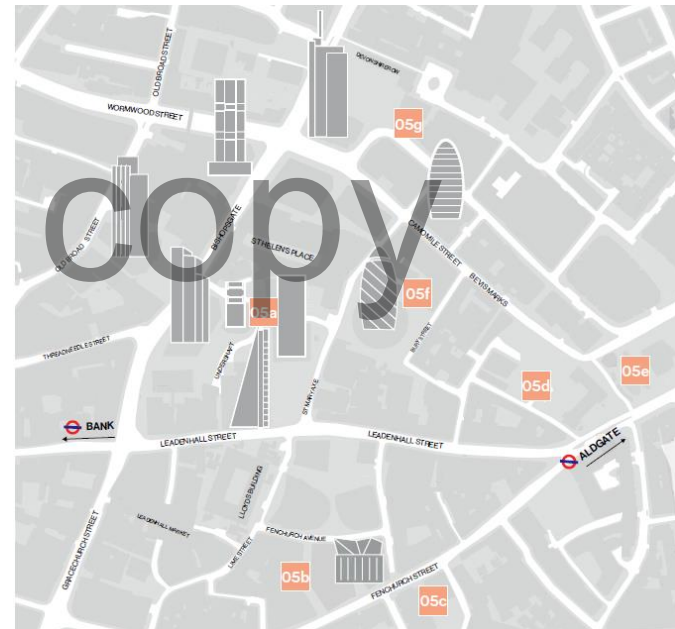 OLD BROAD STREET
DEVONSHIRE ROW
WORMWOOD STREET
05g
copy
OLD BROAD STREET
BISHOPSGATE
ST HELEN'S PLACE
CAMOMILE STREET
BEVIS MARKS
05f
05a
THREADNEEDLE STREET
UNDERSHAFT
BURY STREET
05d
05e
ST MARY AXE
BANK
LEADENHALL STREET
LEADENHALL STREET
ALDGATE
LLOYDS BUILDING
GRACECHURCH STREET
LEADENHALL MARKET
LIME STREET
FENCHURCH AVENUE
05b
FENCHURCH STREET
05c